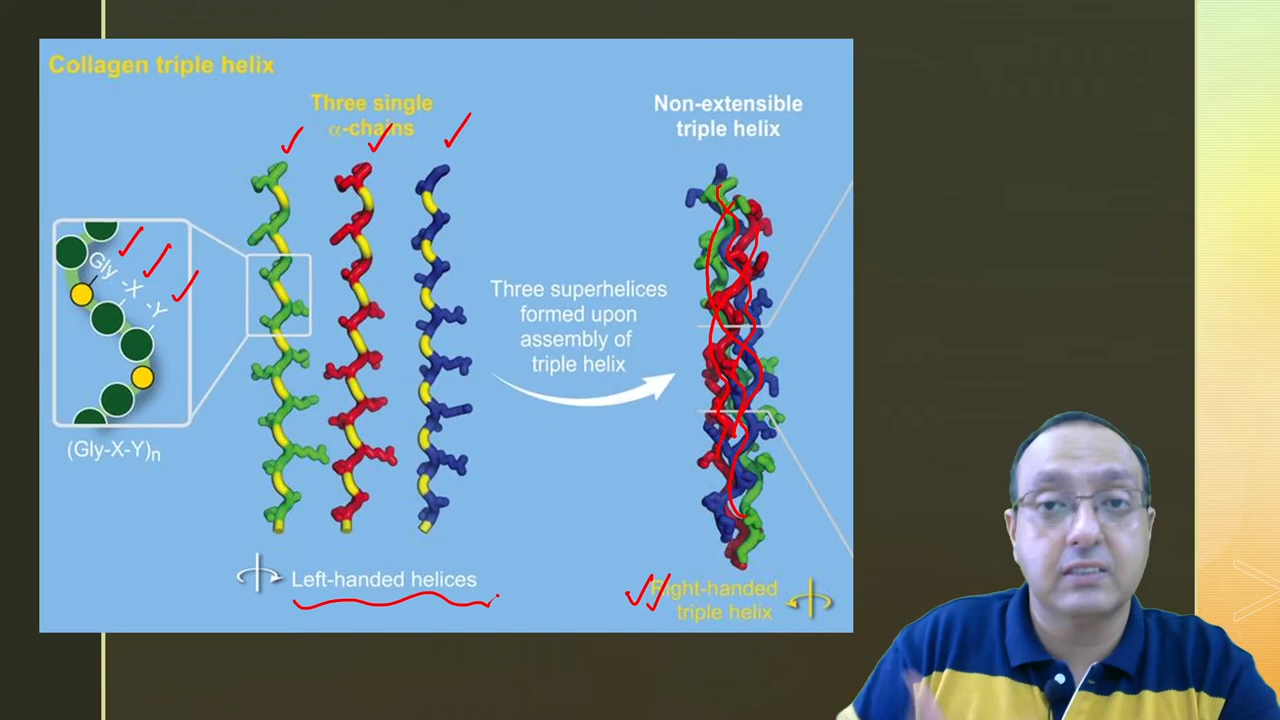 Collagen triple helix
Three single
α-chains
Non-extensible
triple helix
Gly -X -Y
(Gly-X-Y)n
Three superhelices
formed upon
assembly of
triple helix
Left-handed helices
Right-handed
triple helix